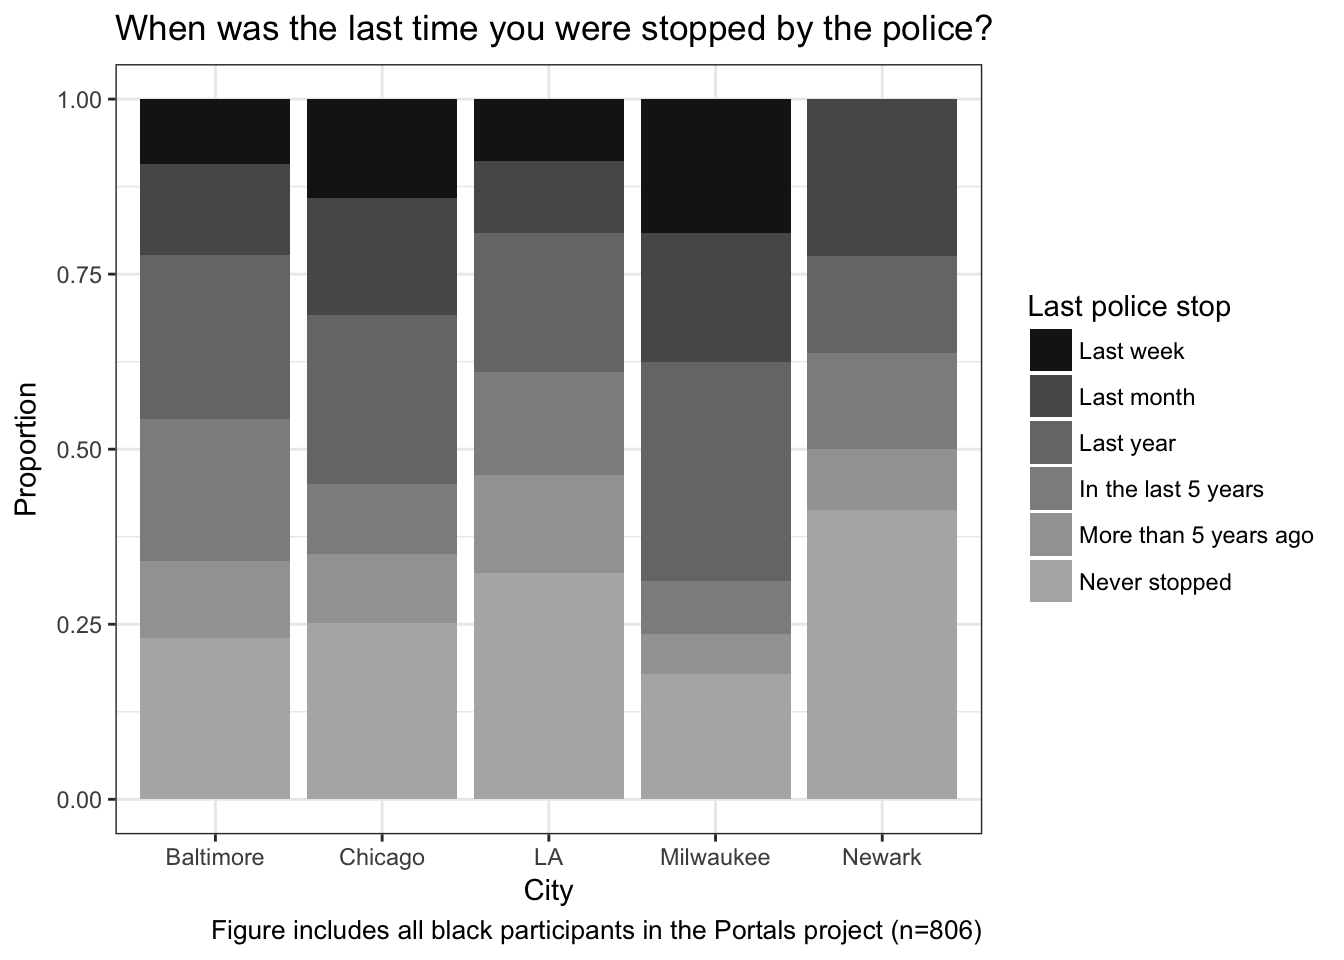 When was the last time you were stopped by the police?
1.00
0.75
0.50
0.25
0.00
Proportion
Baltimore
Chicago
LA
Milwaukee
Newark
City
Figure includes all black participants in the Portals project (n=806)
Last police stop
Last week
Last month
Last year
In the last 5 years
More than 5 years ago
Never stopped